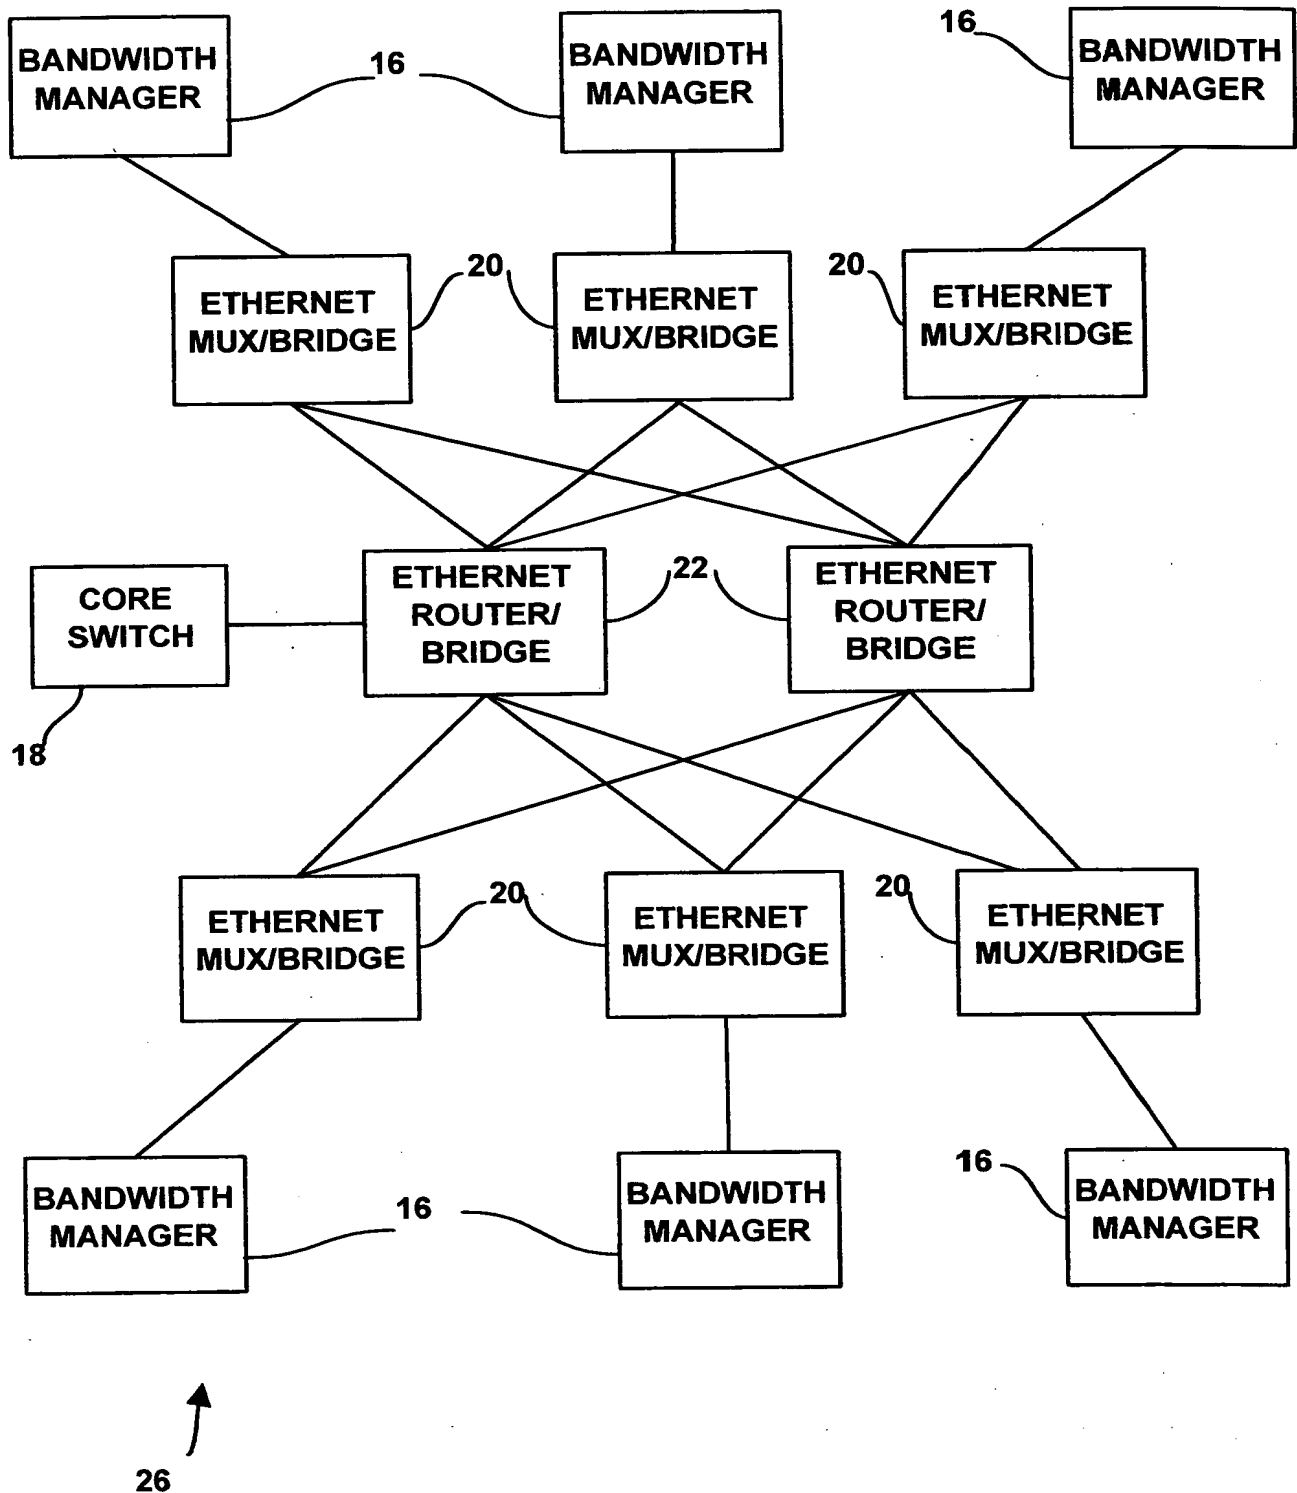 BANDWIDTH
MANAGER
16
BANDWIDTH
MANAGER
16
BANDWIDTH
MANAGER
ETHERNET
MUX/BRIDGE
20
ETHERNET
MUX/BRIDGE
20
ETHERNET
MUX/BRIDGE
CORE
SWITCH
18
ETHERNET
ROUTER/
BRIDGE
22
ETHERNET
ROUTER/
BRIDGE
ETHERNET
MUX/BRIDGE
20
ETHERNET
MUX/BRIDGE
20
ETHERNET
MUX/BRIDGE
BANDWIDTH
MANAGER
16
BANDWIDTH
MANAGER
16
BANDWIDTH
MANAGER
26